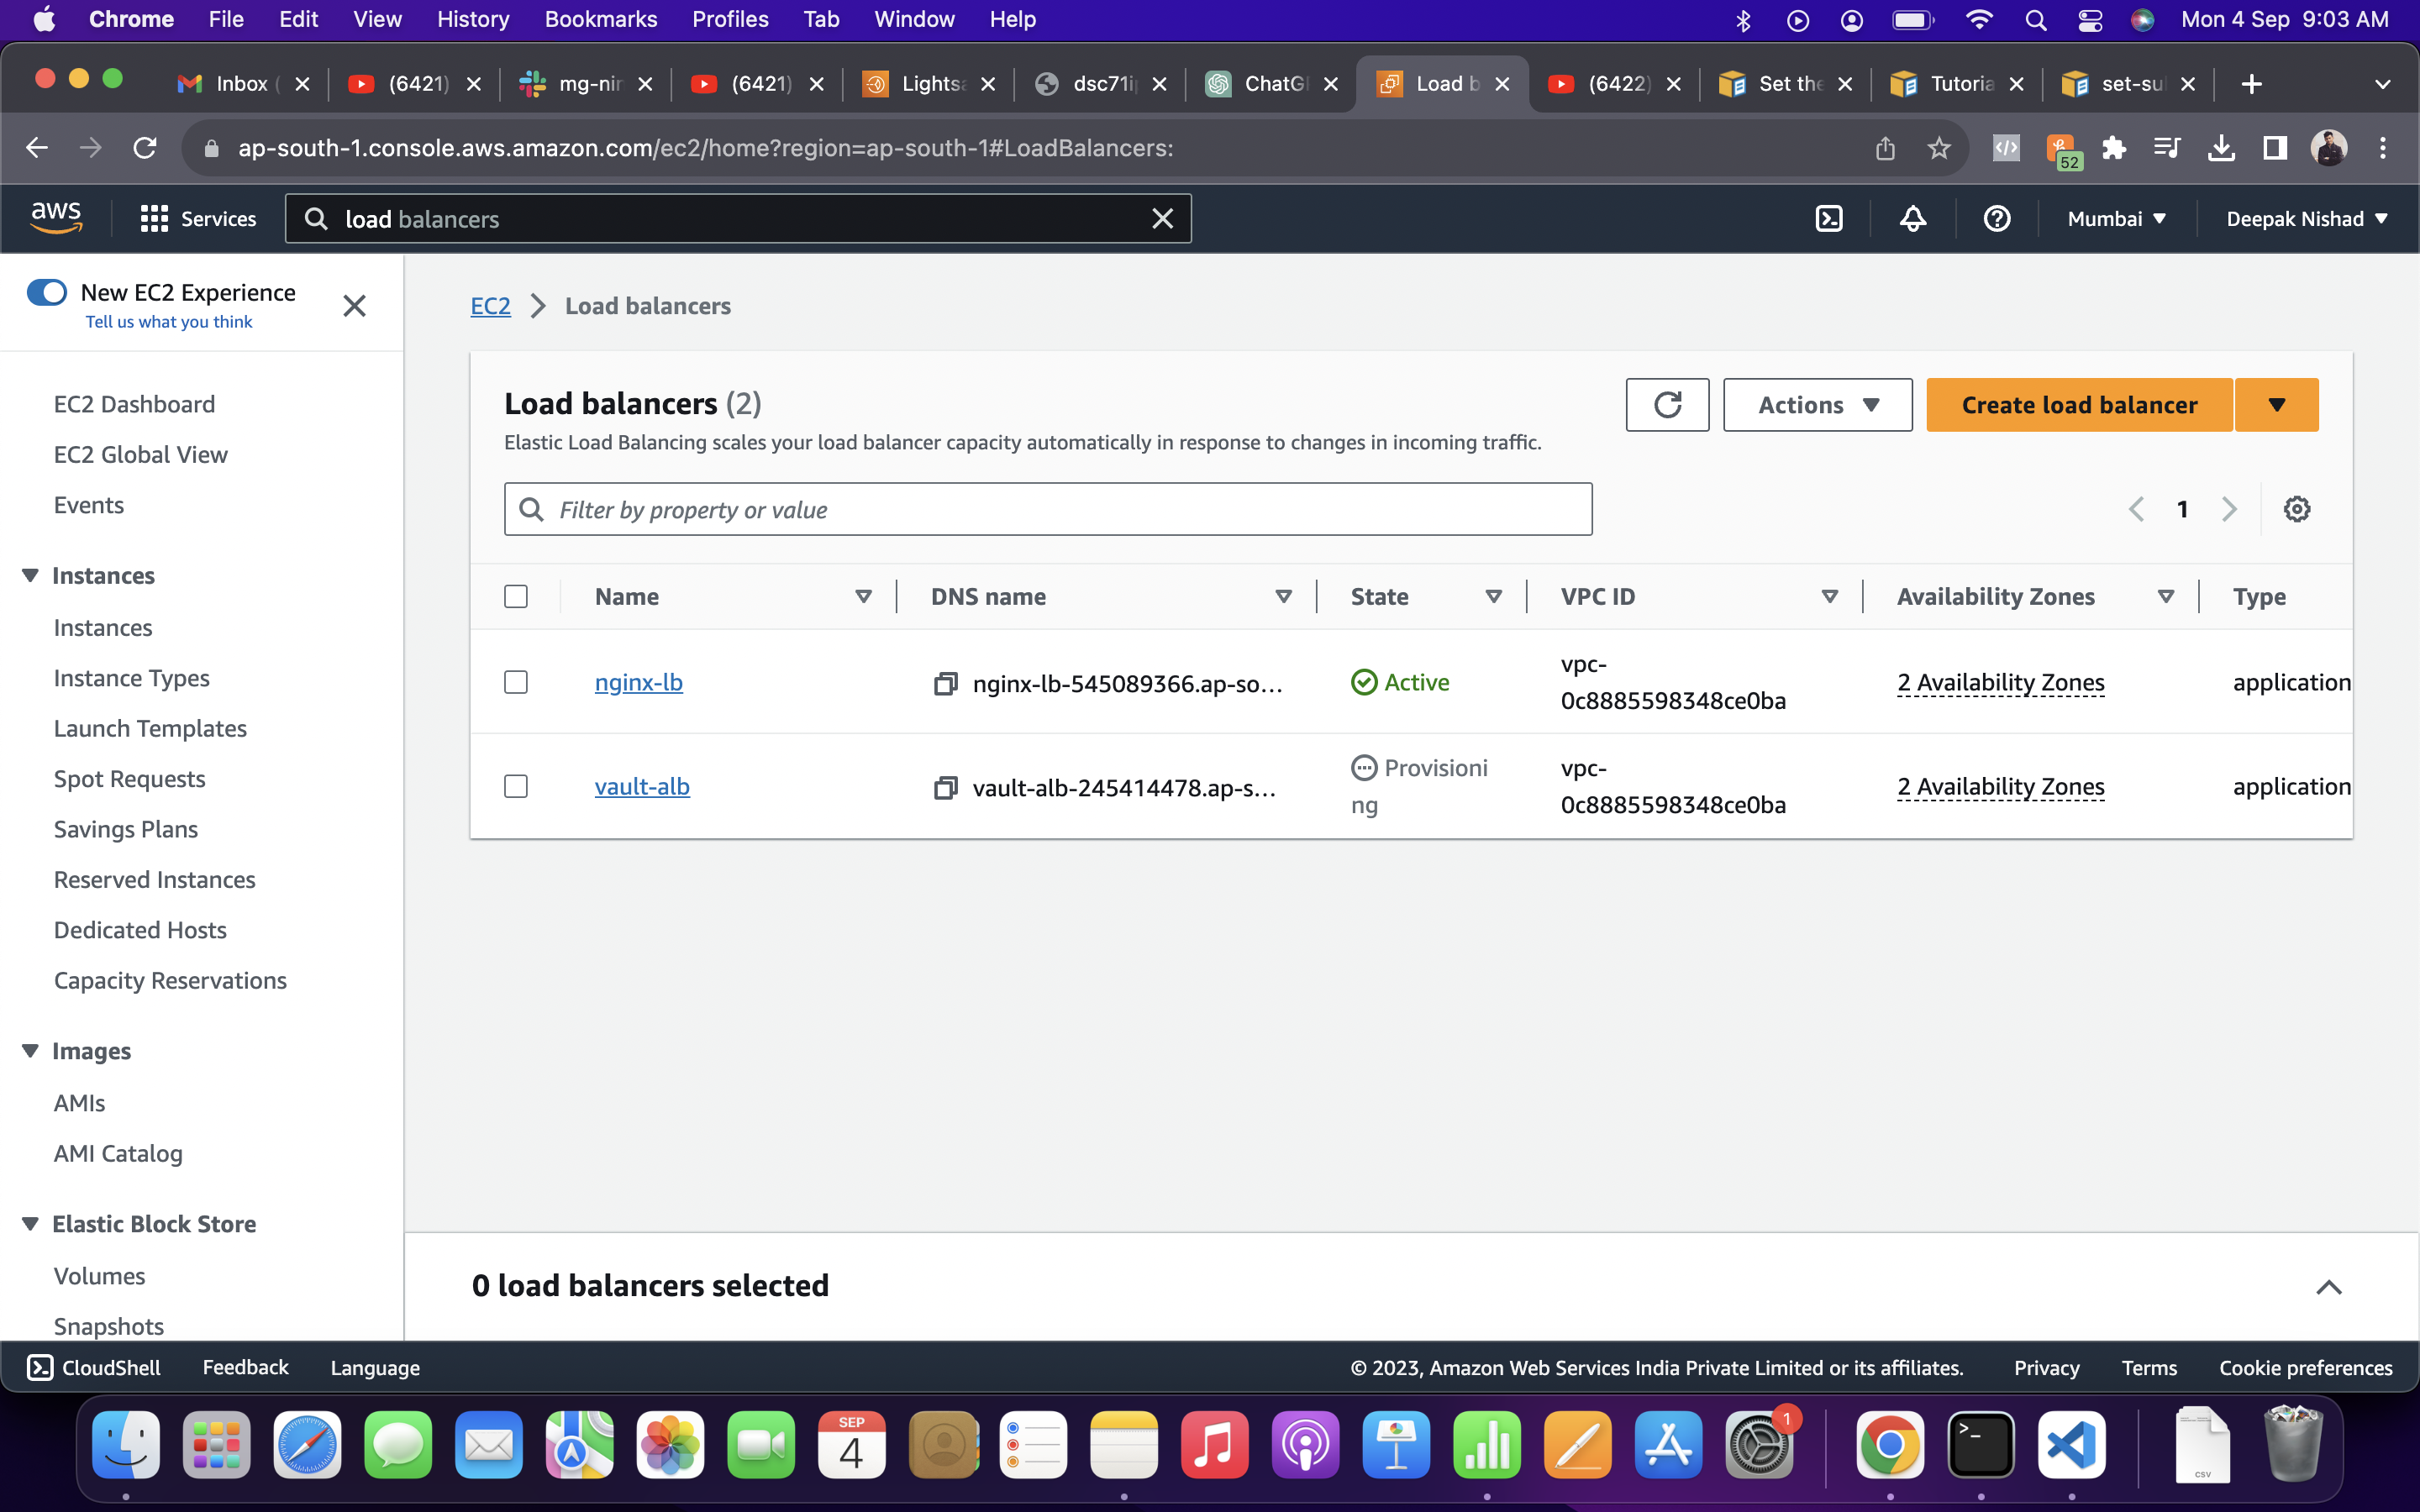 Chrome File Edit View History Bookmarks Profiles Tab Window Help Mon 4 Sep 9:03 AM
Inbox ( (6421) mg-nin (6421) Lightsa dsc71i ChatG Load b (6422) Set the Tutoria set-su
ap-south-1.console.aws.amazon.com/ec2/home?region=ap-south-1#LoadBalancers: 52
aws Services load balancers Mumbai Deepak Nishad
New EC2 Experience
Tell us what you think
EC2 Dashboard
EC2 Global View
Events
Instances
Instances
Instance Types
Launch Templates
Spot Requests
Savings Plans
Reserved Instances
Dedicated Hosts
Capacity Reservations
Images
AMIs
AMI Catalog
Elastic Block Store
Volumes
Snapshots
EC2 Load balancers
Load balancers (2)
Elastic Load Balancing scales your load balancer capacity automatically in response to changes in incoming traffic.
Actions Create load balancer
Filter by property or value
1
Name DNS name State VPC ID Availability Zones Type
nginx-lb nginx-lb-545089366.ap-so... Active vpc-
0c8885598348ce0ba 2 Availability Zones application
vault-alb vault-alb-245414478.ap-s... Provisioni
ng vpc-
0c8885598348ce0ba 2 Availability Zones application
0 load balancers selected
CloudShell Feedback Language © 2023, Amazon Web Services India Private Limited or its affiliates. Privacy Terms Cookie preferences
SEP
4
1
CSV